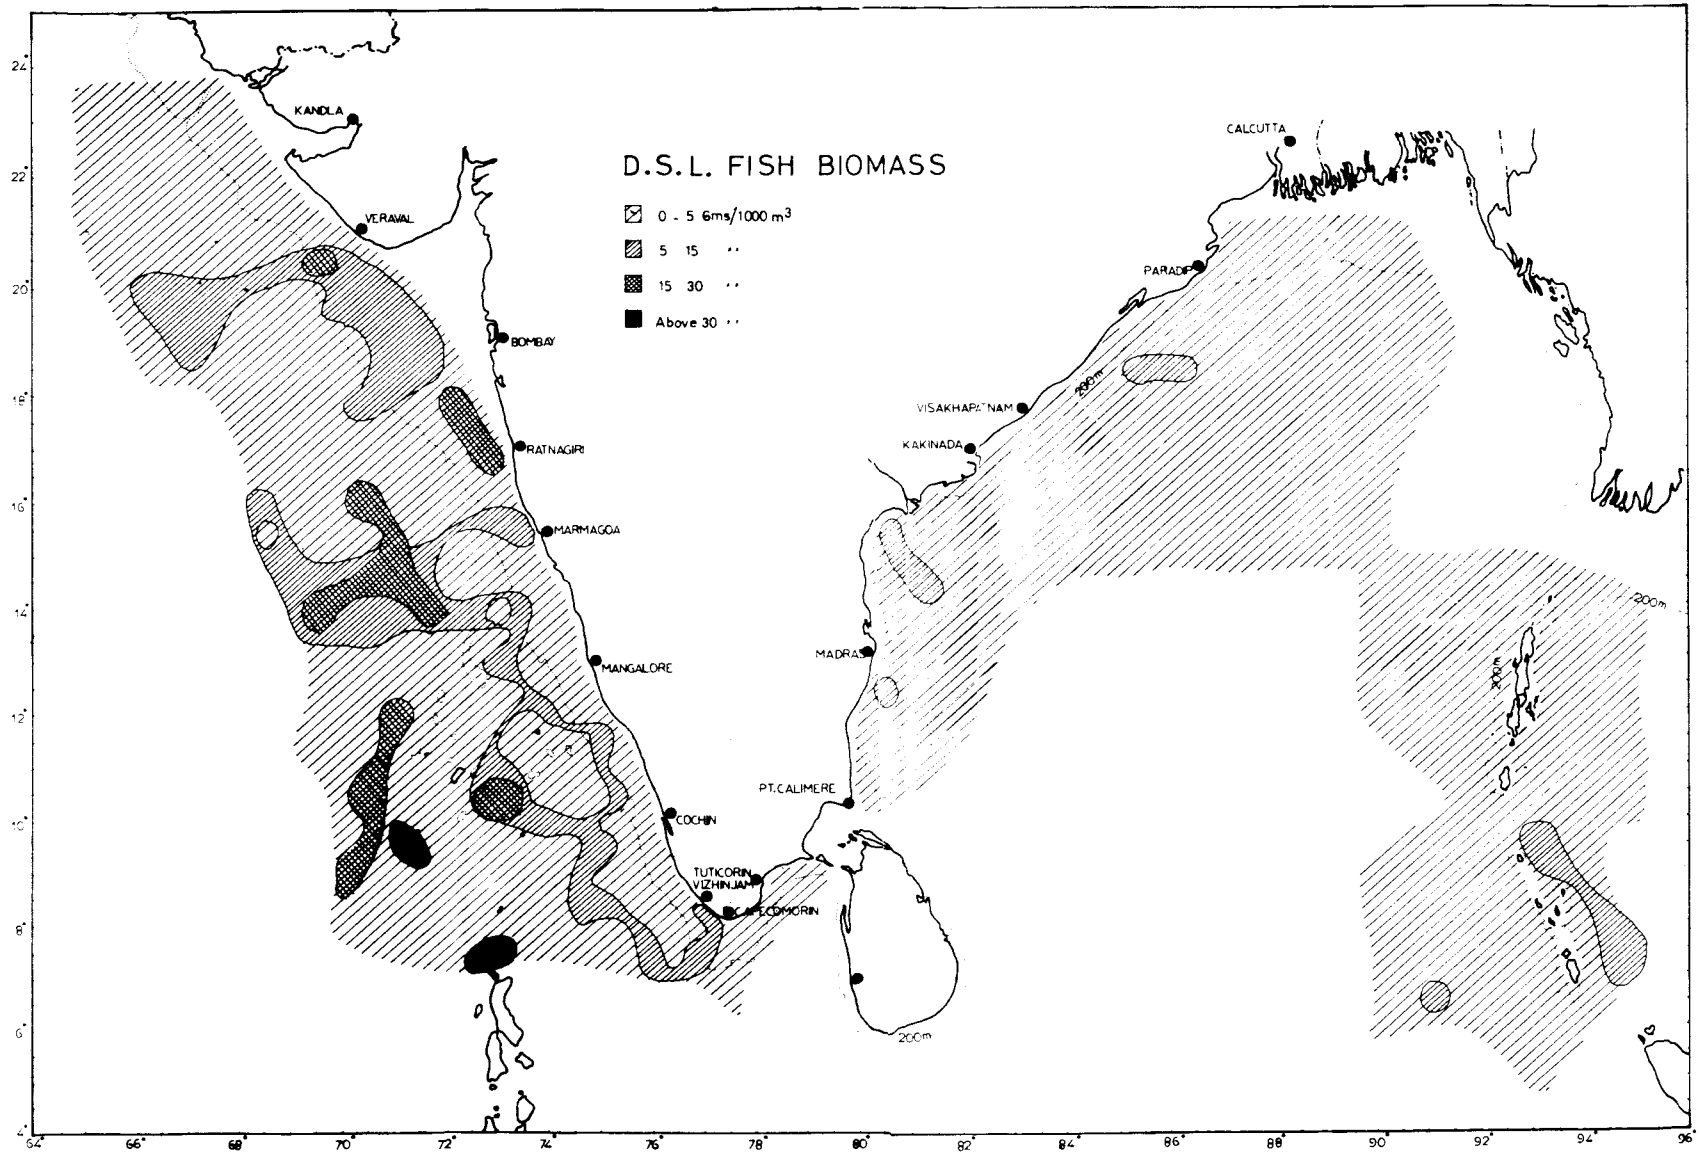 24°
22°
20°
18°
16°
14°
12°
10°
8°
6°
4°
KANDLA
VERAVAL
BOMBAY
RATNAGIRI
MARMAGOA
MANGALORE
COCHIN
TUTICORIN
VIZHINJAM
CAPECOMORIN
D.S.L. FISH BIOMASS
0 - 5 6ms/1000 m³
5 15 ''
15 30 ''
Above 30 ''
CALCUTTA
PARADIP
200m
VISAKHAPATNAM
KAKINADA
MADRAS
PT. CALIMERE
200m
200m
200m
64° 66° 68° 70° 72° 74° 76° 78° 80° 82° 84° 86° 88° 90° 92° 94° 96°